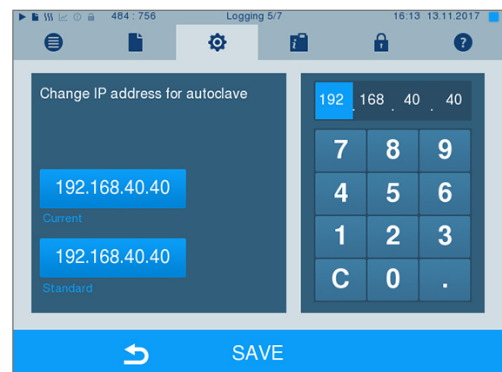 484 : 756 Logging 5/7 16:13 13.11.2017
i
?
Change IP address for autoclave
192.168.40.40
Current
192.168.40.40
Standard
192 . 168 . 40 . 40
7 8 9
4 5 6
1 2 3
C 0 .
SAVE